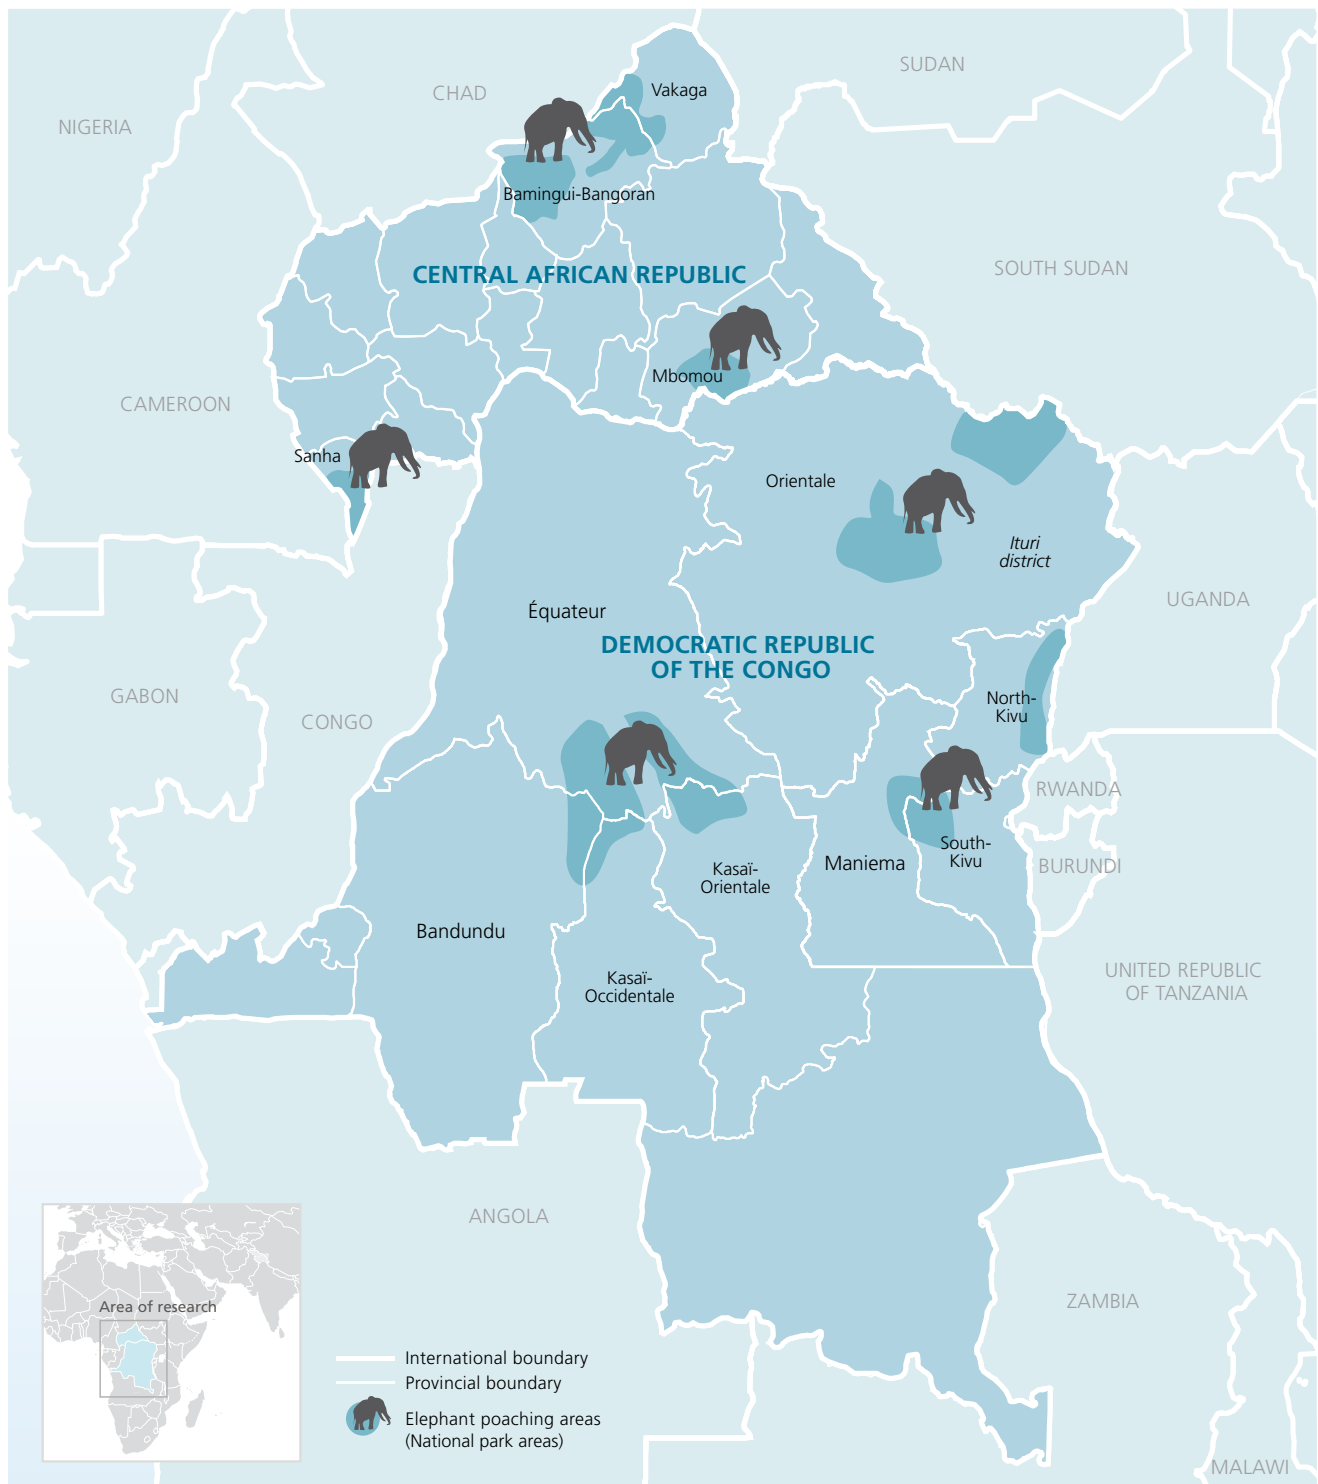 SUDAN
CHAD
Vakaga
NIGERIA
Bamingui-Bangoran
CENTRAL AFRICAN REPUBLIC
SOUTH SUDAN
Mbomou
CAMEROON
Sanha
Orientale
Ituri
district
UGANDA
Équateur
DEMOCRATIC REPUBLIC
OF THE CONGO
GABON
CONGO
North-
Kivu
RWANDA
South-
Kivu
BURUNDI
Maniema
Kasaï-
Orientale
Bandundu
Kasaï-
Occidentale
UNITED REPUBLIC
OF TANZANIA
ANGOLA
ZAMBIA
MALAWI
Area of research
International boundary
Provincial boundary
Elephant poaching areas
(National park areas)